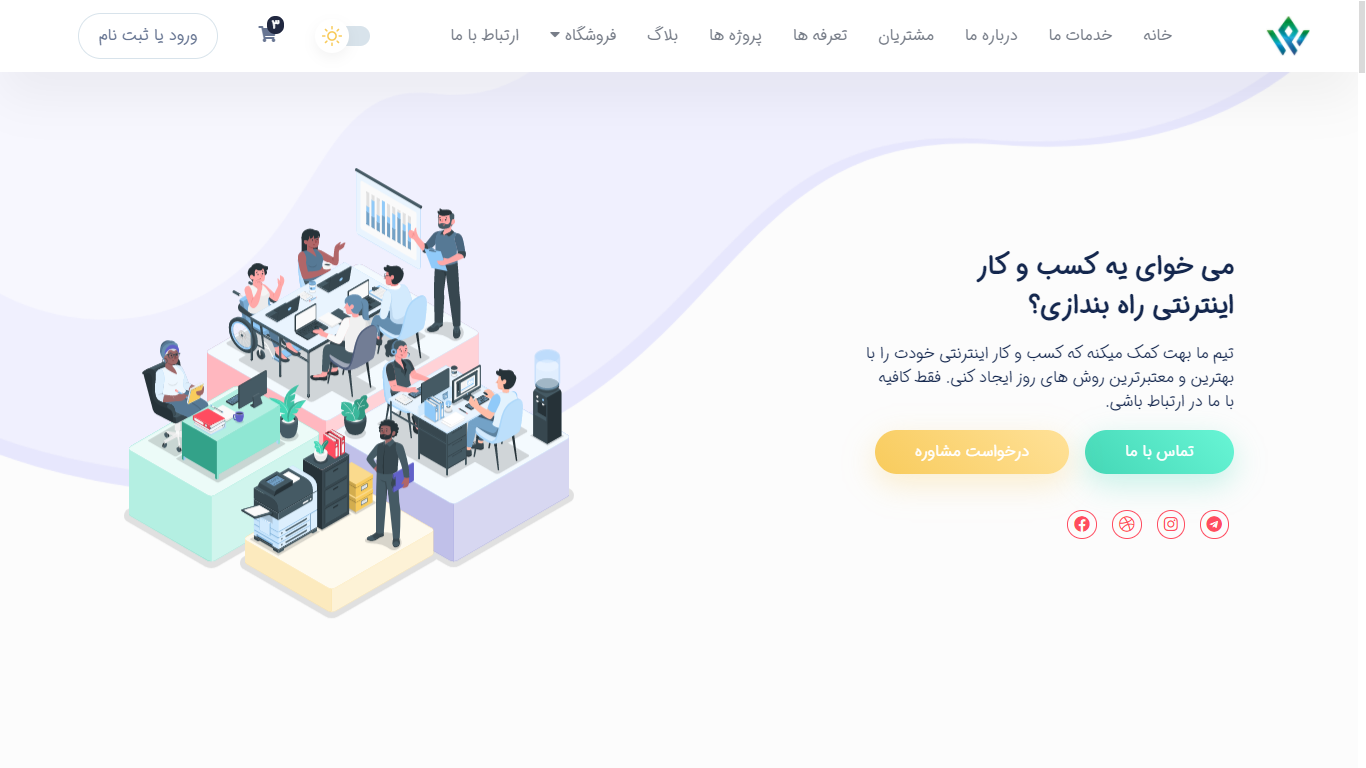 خانه
خدمات ما
درباره ما
مشتریان
تعرفه ها
پروژه ها
بلاگ
فروشگاه
ارتباط با ما
۳
ورود یا ثبت نام
می خوای یه کسب و کار
اینترنتی راه بندازی؟
تیم ما بهت کمک میکنه که کسب و کار اینترنتی خودت را با
بهترین و معتبرترین روش های روز ایجاد کنی. فقط کافیه
با ما در ارتباط باشی.
تماس با ما
درخواست مشاوره